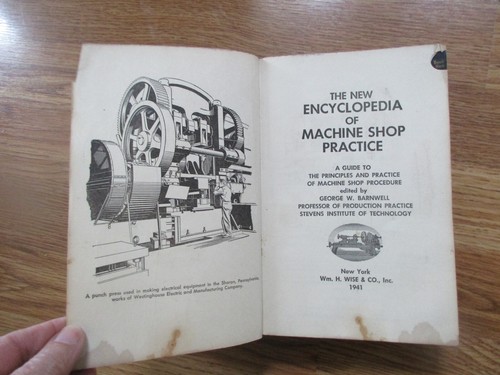 A punch press used in making electrical equipment in the Sharon, Pennsylvania,
works of Westinghouse Electric and Manufacturing Company.
THE NEW
ENCYCLOPEDIA
OF
MACHINE SHOP
PRACTICE
A GUIDE TO
THE PRINCIPLES AND PRACTICE
OF MACHINE SHOP PROCEDURE
edited by
GEORGE W. BARNWELL
PROFESSOR OF PRODUCTION PRACTICE
STEVENS INSTITUTE OF TECHNOLOGY
New York
Wm. H. WISE & CO., Inc.
1941